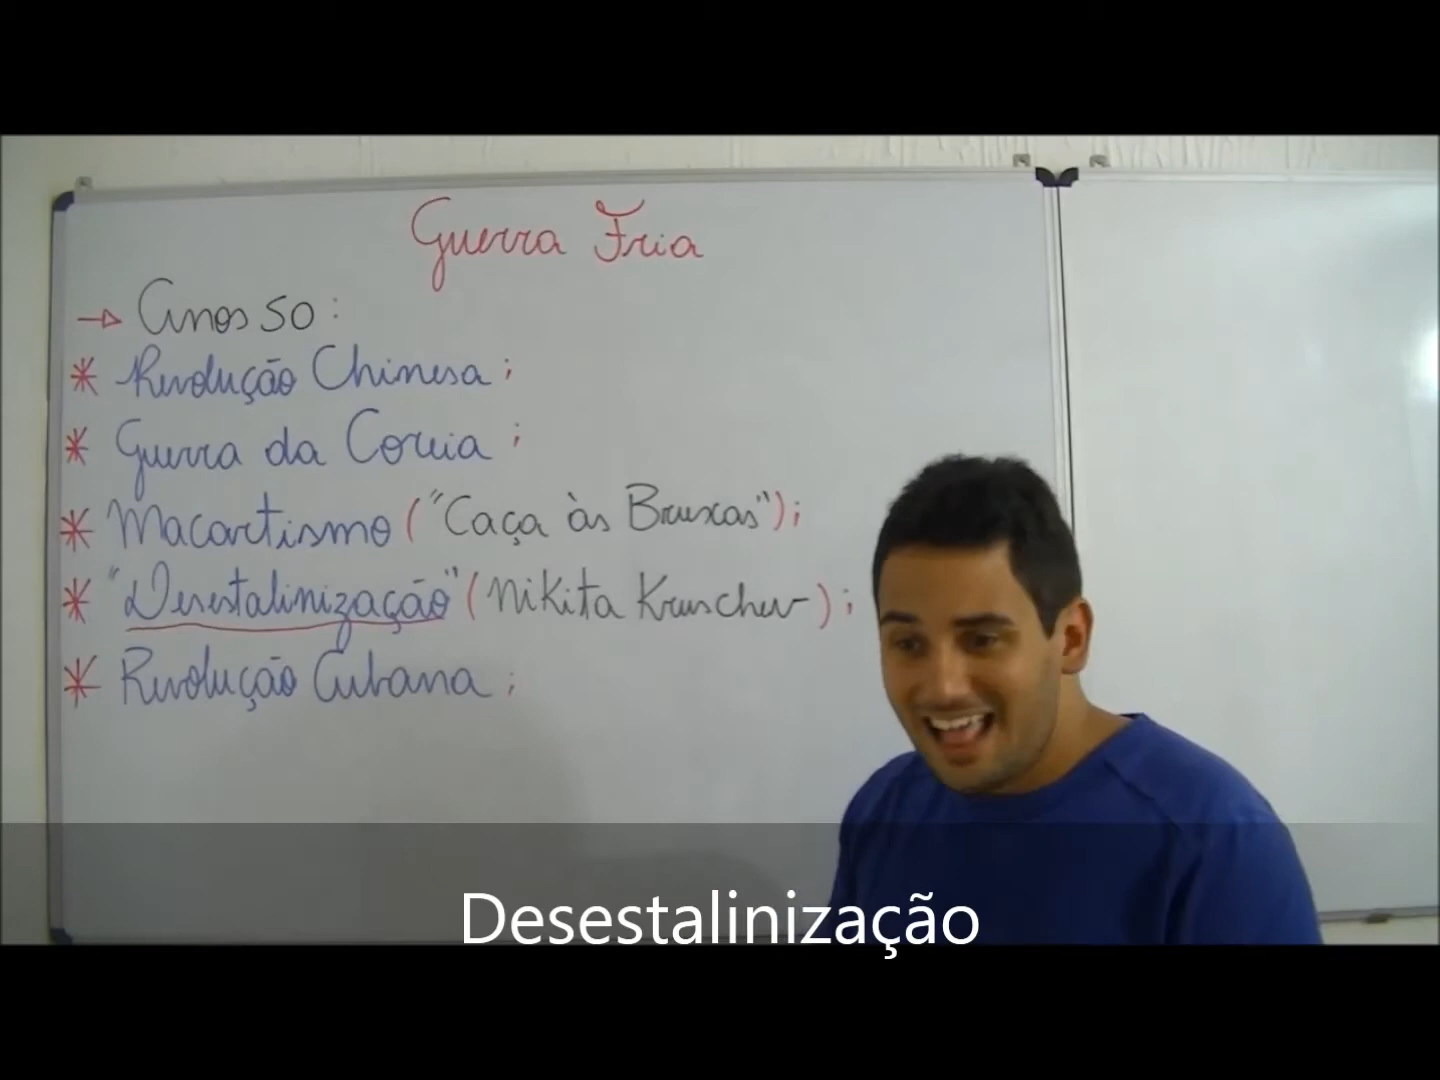 Guerra Fria
→ Anos 50:
* Revolução Chinesa;
* Guerra da Coreia;
* Macartismo ("Caça às Bruxas");
* "Desestalinização" (Nikita Kruschev);
* Revolução Cubana;
Desestalinização